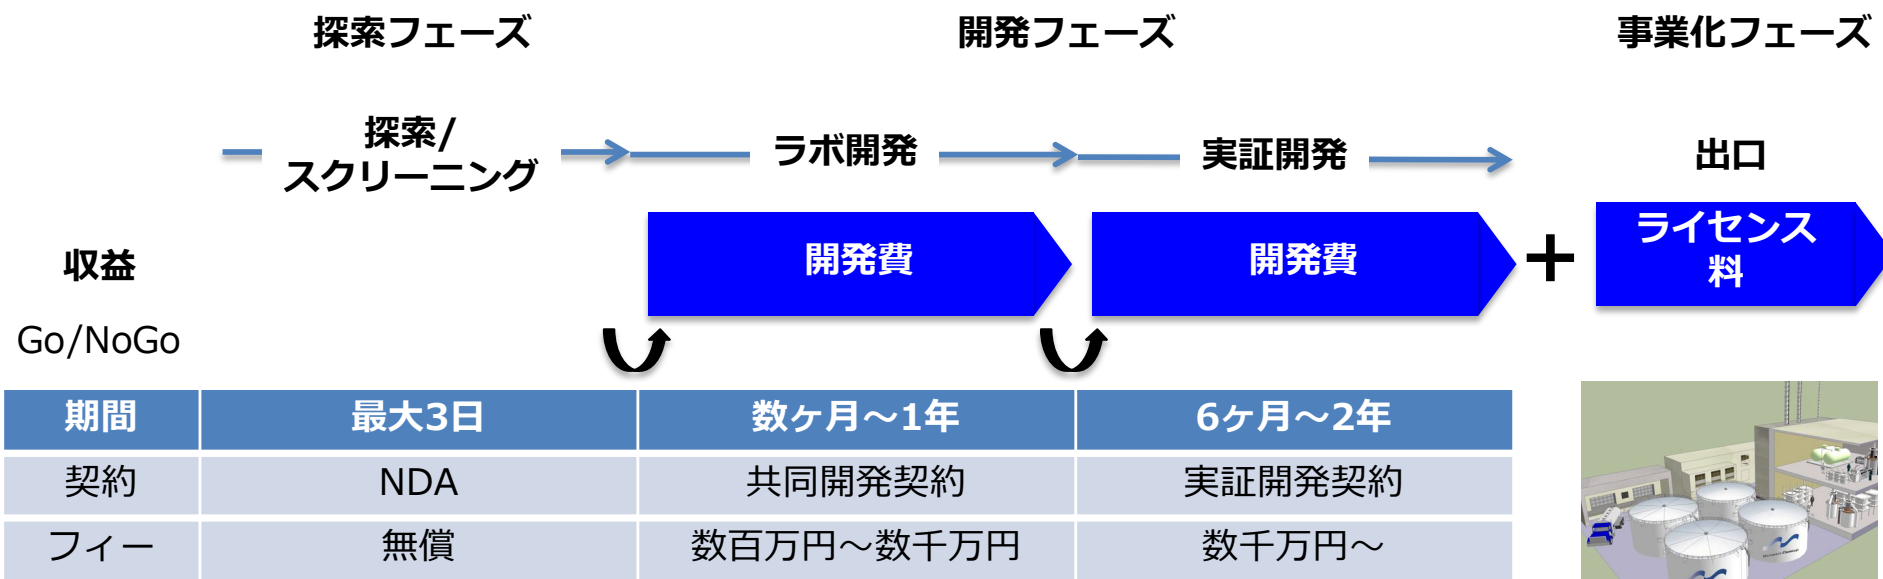 探索フェーズ 開発フェーズ 事業化フェーズ
探索/
スクリーニング
ラボ開発
実証開発
出口
収益
開発費
開発費
+
ライセンス
料
Go/NoGo
期間 最大3日 数ヶ月～1年 6ヶ月～2年
契約 NDA 共同開発契約 実証開発契約
フィー 無償 数百万円～数千万円 数千万円～